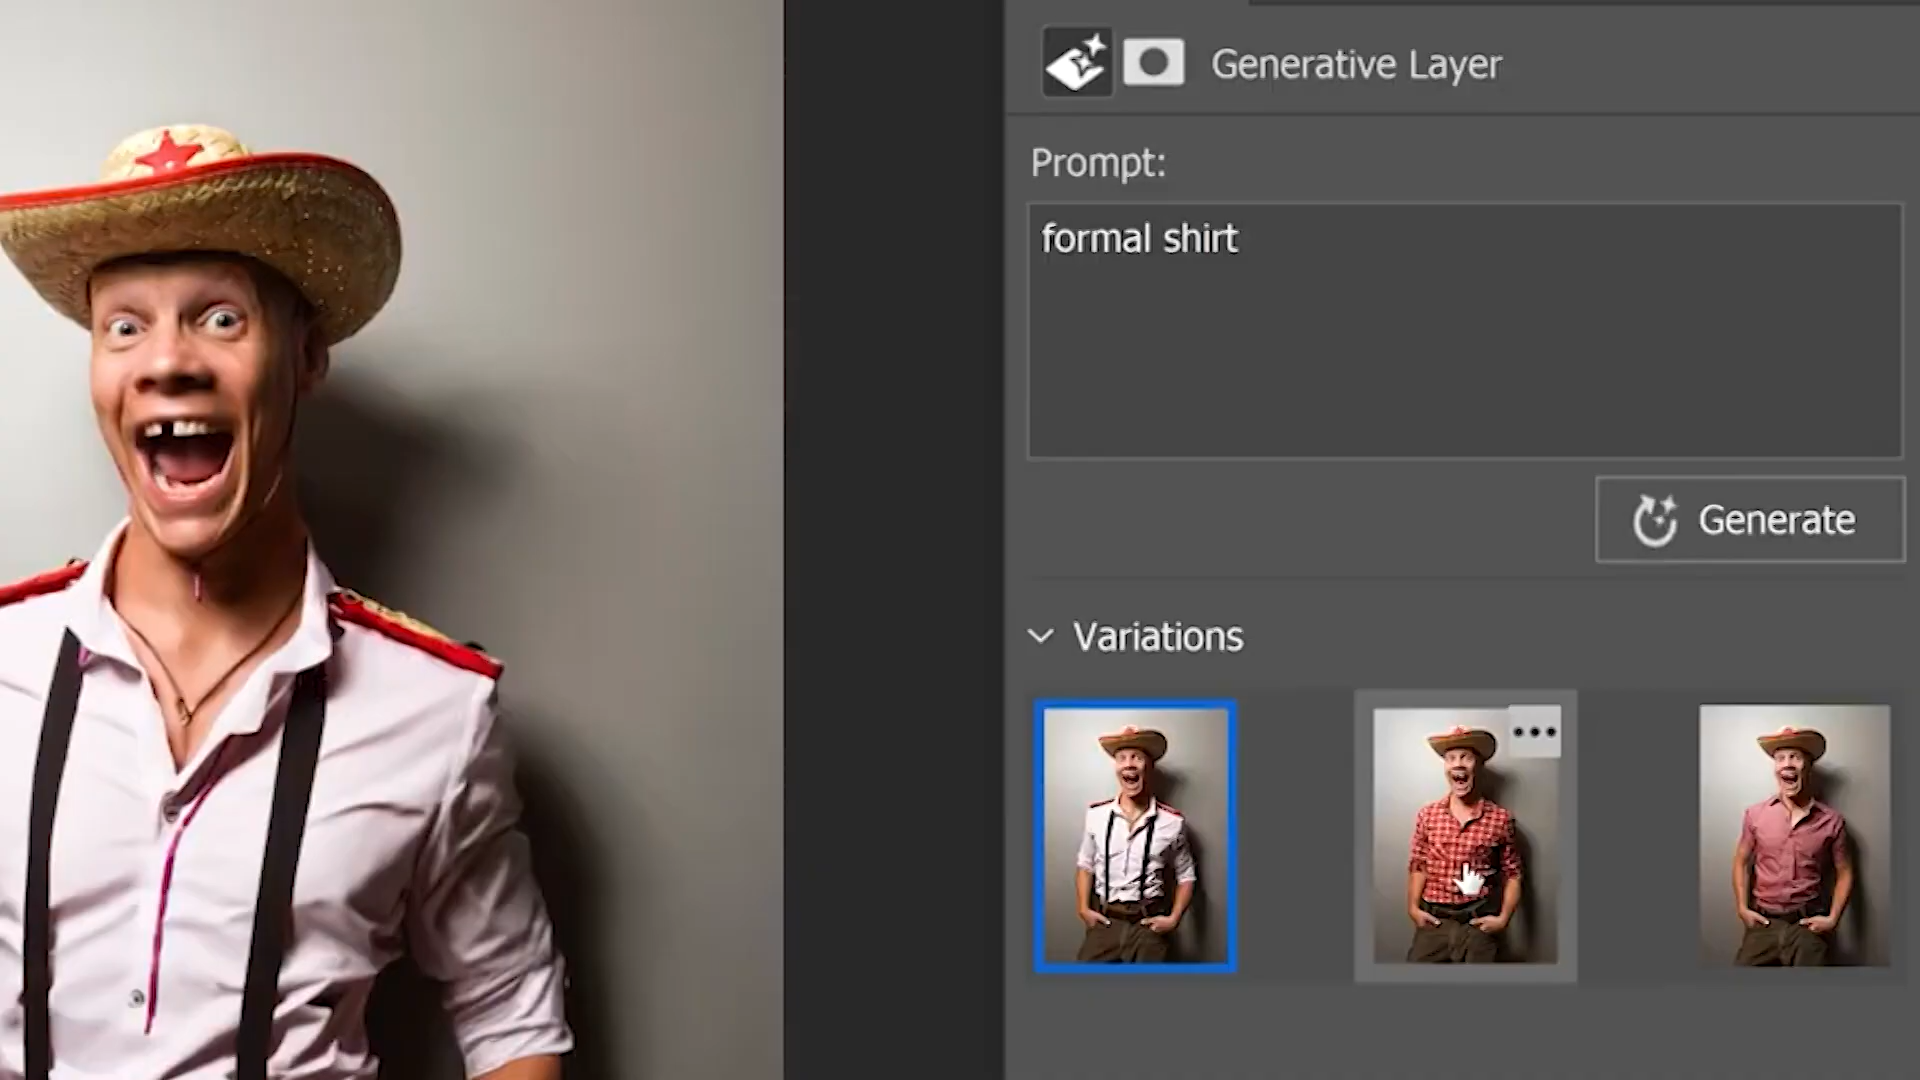 Generative Layer
Prompt:
formal shirt
Generate
Variations